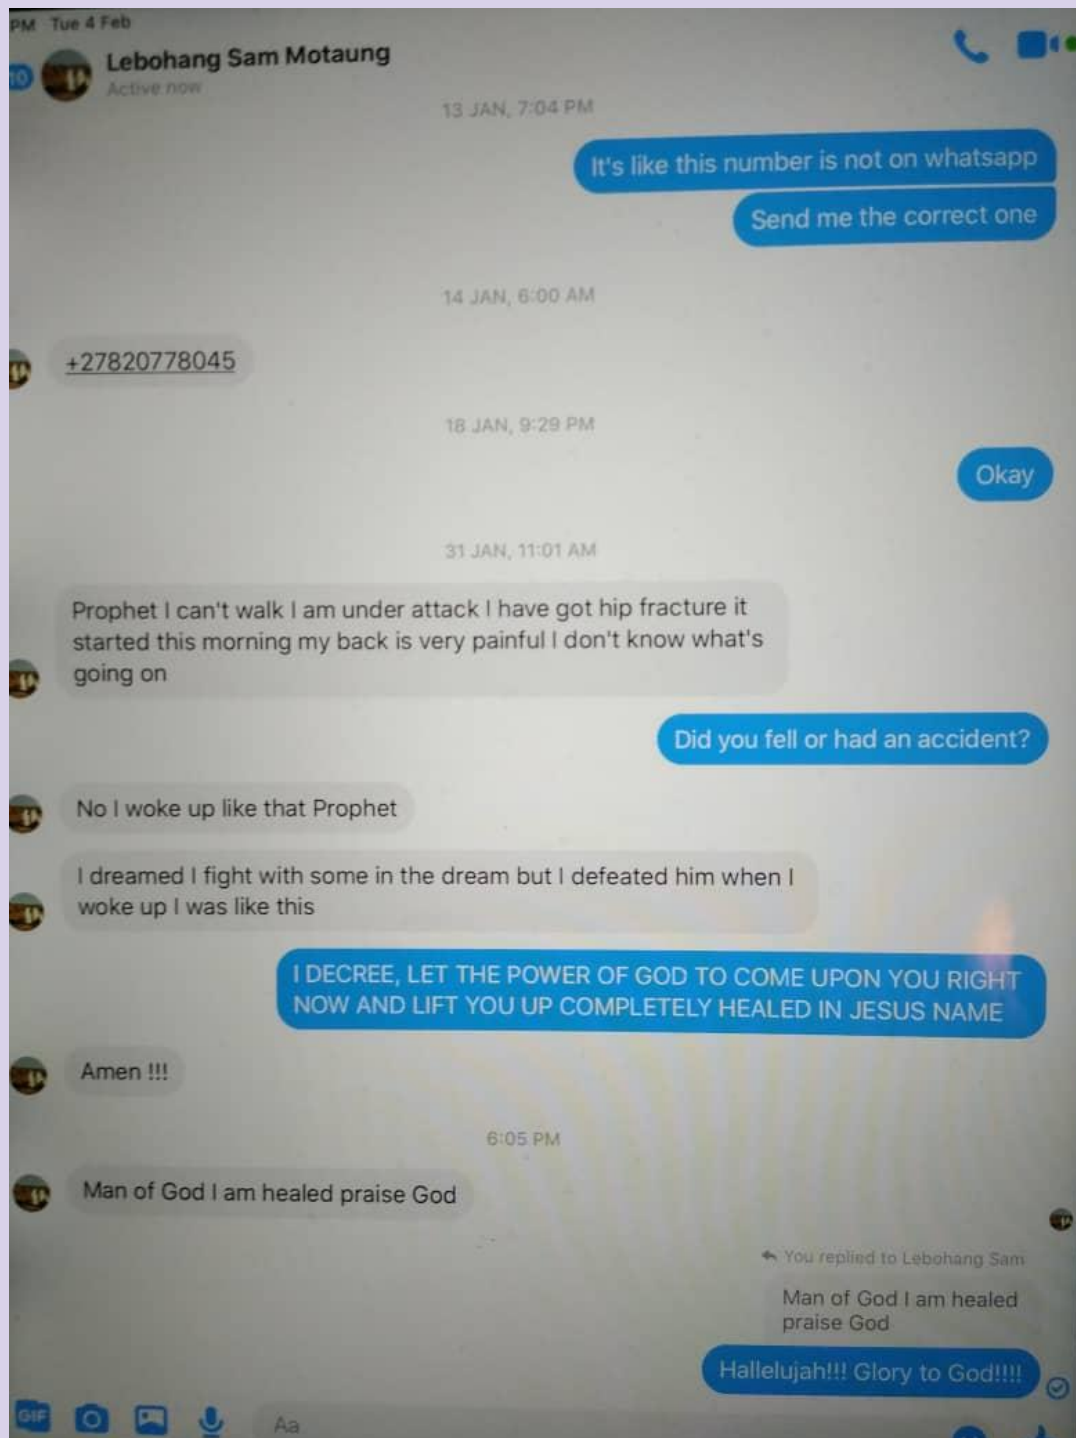 PM Tue 4 Feb
Lebohang Sam Motaung
Active now
13 JAN, 7:04 PM
It's like this number is not on whatsapp
Send me the correct one
14 JAN, 6:00 AM
+27820778045
18 JAN, 9:29 PM
Okay
31 JAN, 11:01 AM
Prophet I can't walk I am under attack I have got hip fracture it
started this morning my back is very painful I don't know what's
going on
Did you fell or had an accident?
No I woke up like that Prophet
I dreamed I fight with some in the dream but I defeated him when I
woke up I was like this
I DECREE, LET THE POWER OF GOD TO COME UPON YOU RIGHT
NOW AND LIFT YOU UP COMPLETELY HEALED IN JESUS NAME
Amen !!!
6:05 PM
Man of God I am healed praise God
You replied to Lebohang Sam
Man of God I am healed
praise God
Hallelujah!!! Glory to God!!!!
GIF
Aa